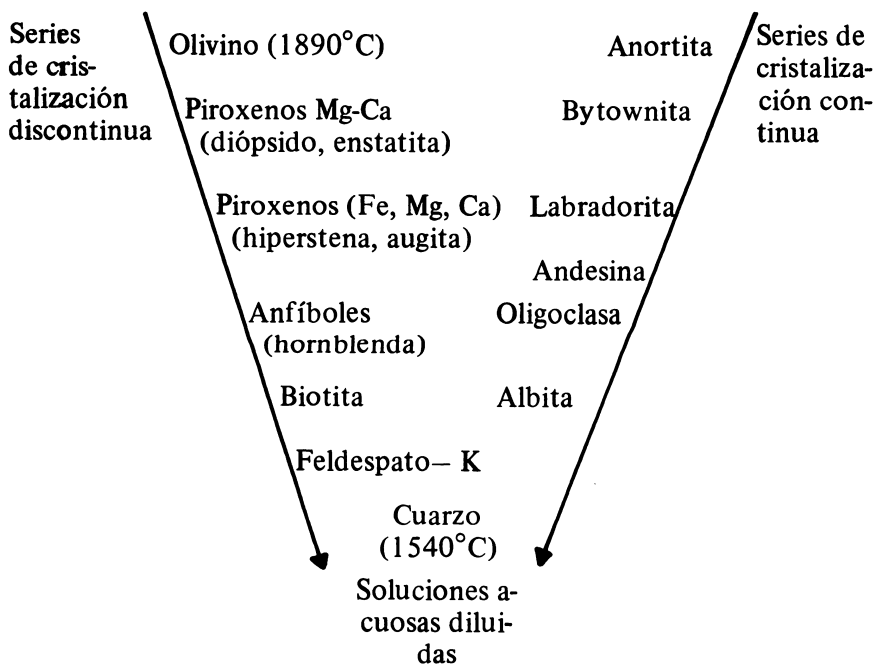 Series
de cris-
talización
discontinua
Olivino (1890°C)
Anortita
Series de
cristaliza-
ción con-
tinua
Piroxenos Mg-Ca
(diópsido, enstatita)
Bytownita
Piroxenos (Fe, Mg, Ca)
(hiperstena, augita)
Labradorita
Andesina
Anfíboles
(hornblenda)
Oligoclasa
Biotita
Albita
Feldespato– K
Cuarzo
(1540°C)
Soluciones a-
cuosas dilui-
das